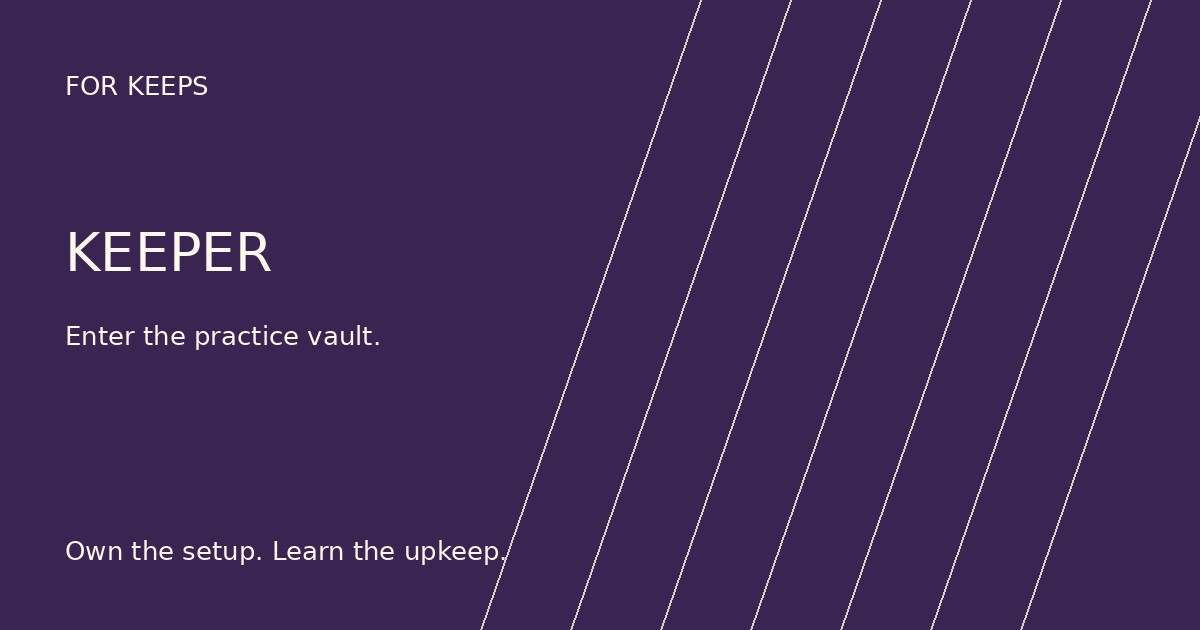 FOR KEEPS
KEEPER
Enter the practice vault.
Own the setup. Learn the upkeep.